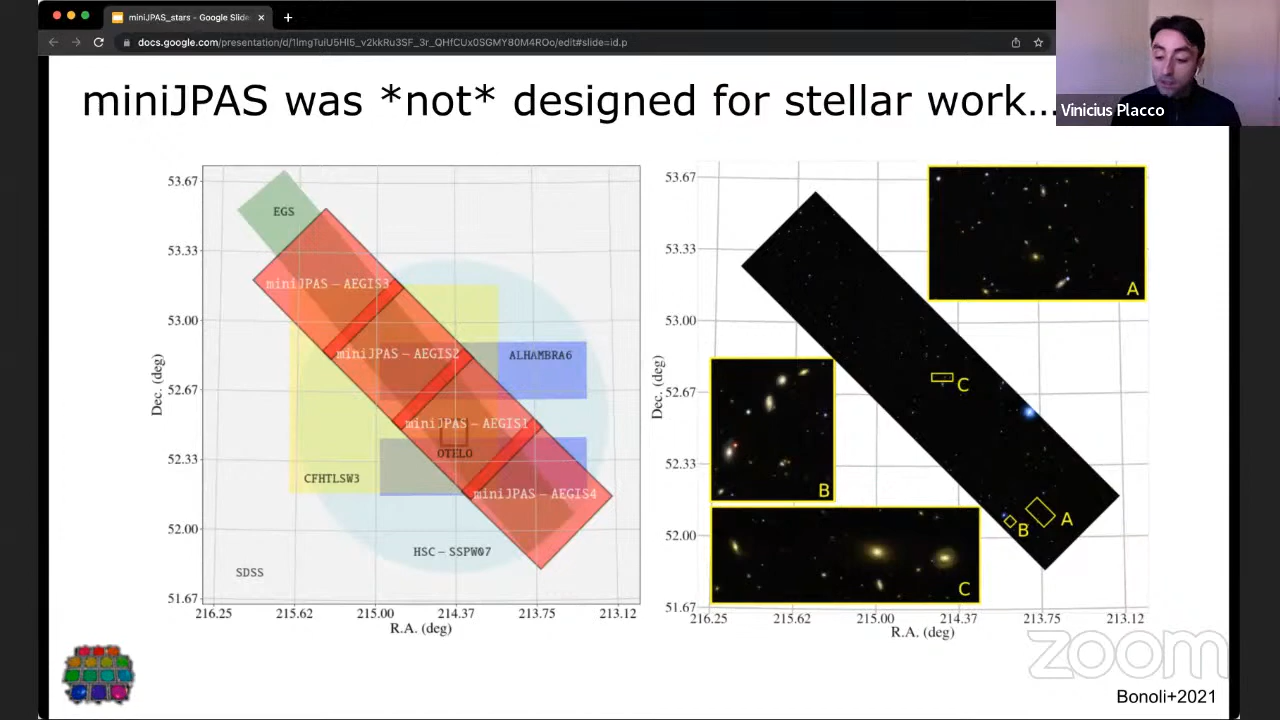 miniJPAS_stars - Google Slide
docs.google.com/presentation/d/1lmgTuiU5HI5_v2kkRu3SF_3r_QHfCUx0SGMY80M4ROo/edit#slide=id.p
Vinicius Placco
miniJPAS was *not* designed for stellar work...
53.67
53.33
53.00
52.67
52.33
52.00
51.67
Dec. (deg)
216.25 215.62 215.00 214.37 213.75 213.12
R.A. (deg)
EGS
miniJPAS - AEGIS3
miniJPAS - AEGIS2
ALHAMBRA6
miniJPAS - AEGIS1
OTELO
CFHTLSW3
miniJPAS - AEGIS4
HSC - SSPW07
SDSS
53.67
53.33
53.00
52.67
52.33
52.00
51.67
Dec. (deg)
216.25 215.62 215.00 214.37 213.75 213.12
R.A. (deg)
A
C
B
A
B
C
zoom
Bonoli+2021